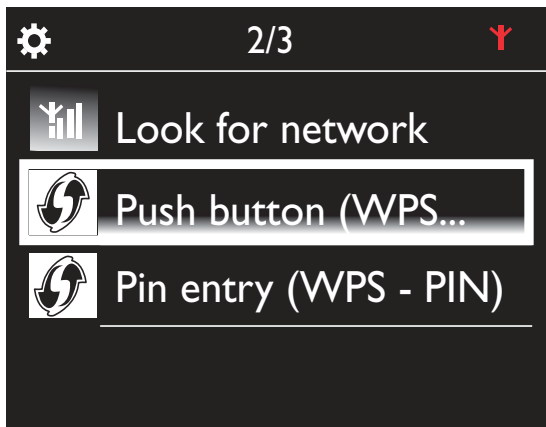 2/3
Look for network
Push button (WPS...
Pin entry (WPS - PIN)